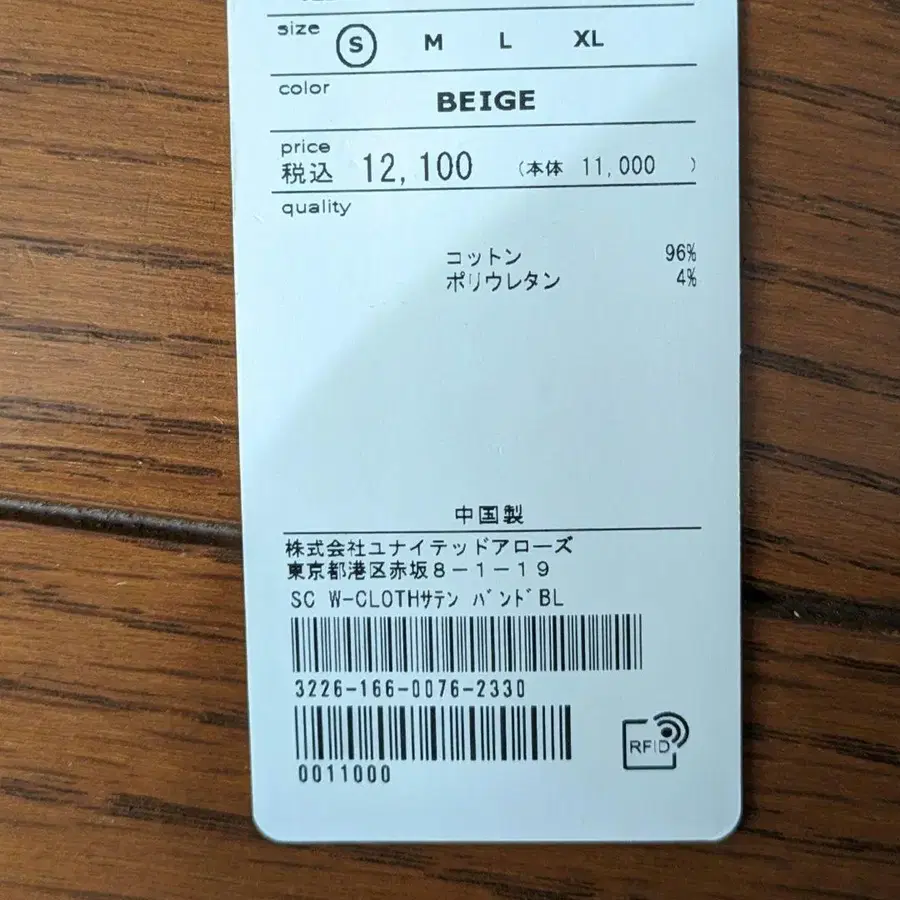 size S M L XL
color
BEIGE
price
税込 12,100 (本体 11,000 )
quality
コットン 96%
ポリウレタン 4%
中国製
株式会社ユナイテッドアローズ
東京都港区赤坂8-1-19
SC W-CLOTHサテン バンドBL
3226-166-0076-2330
0011000
RFID